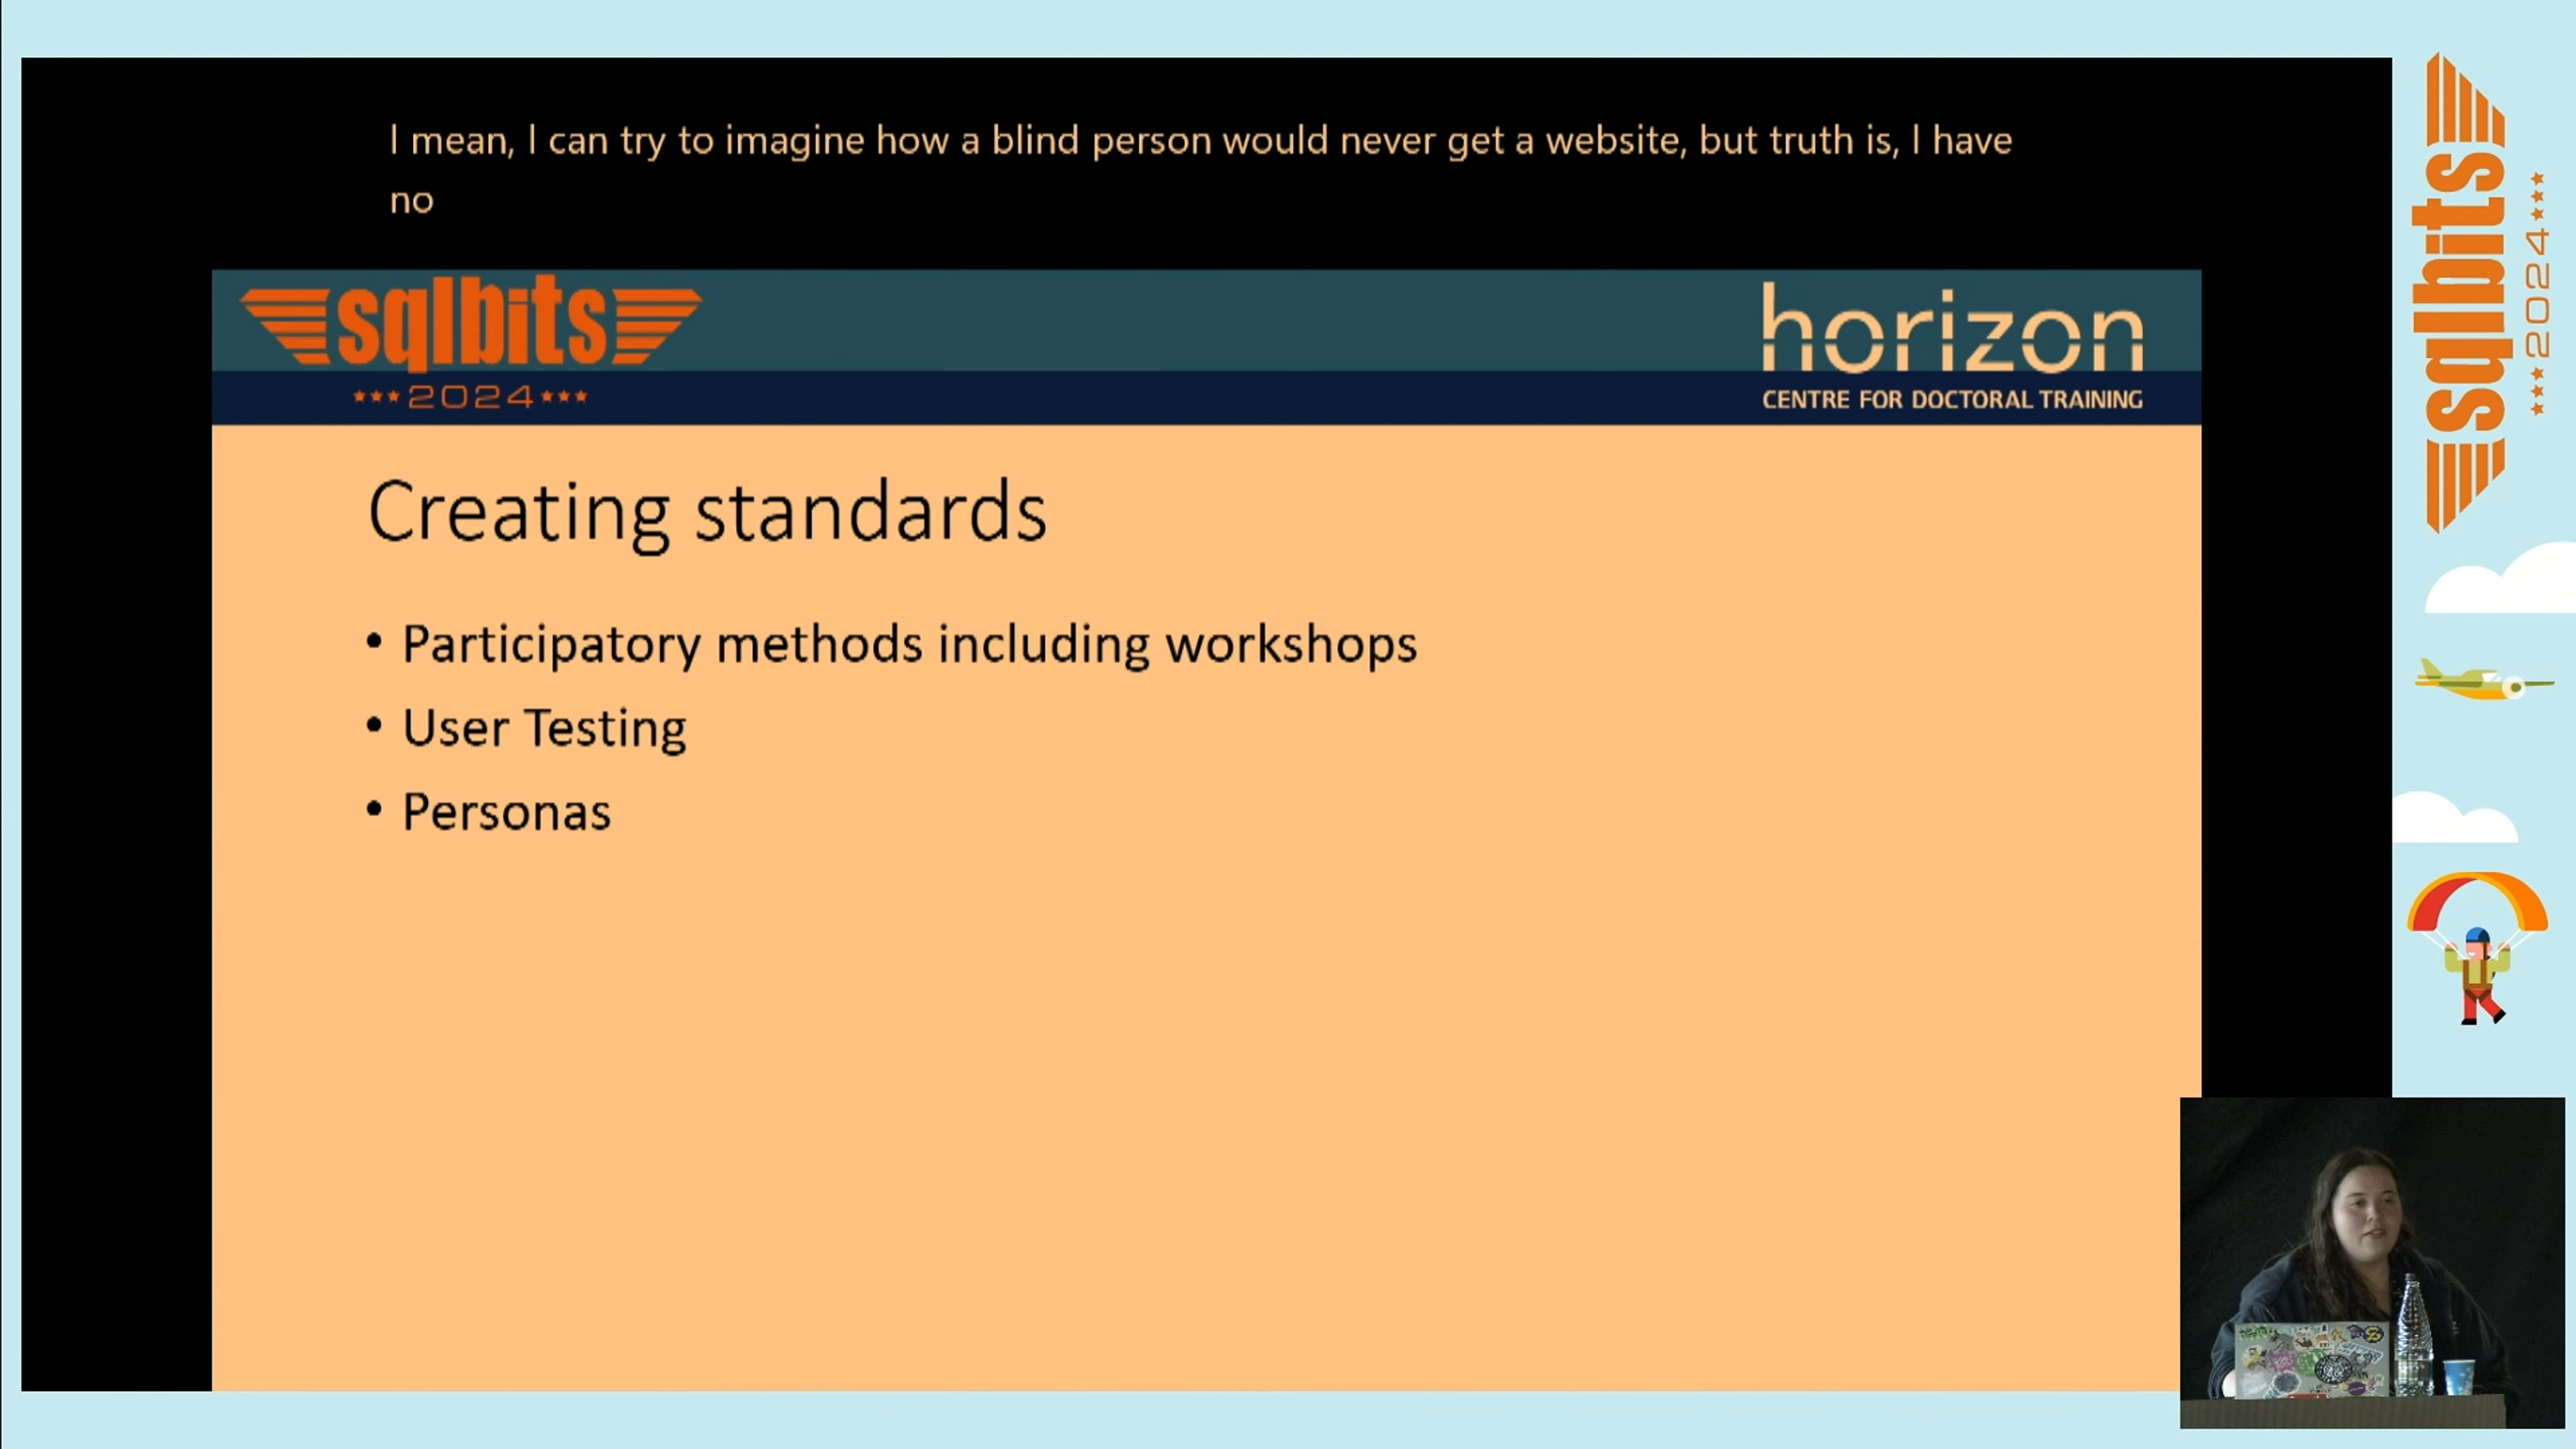 I mean, I can try to imagine how a blind person would never get a website, but truth is, I have
no
sqlbits
2024
horizon
CENTRE FOR DOCTORAL TRAINING
Creating standards
• Participatory methods including workshops
• User Testing
• Personas
sqlbits
2024